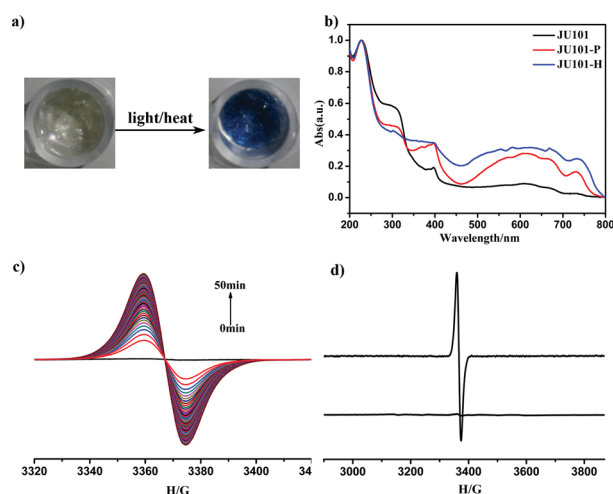 a)
light/heat
b)
JU101
JU101-P
JU101-H
Abs(a.u.)
1.0
0.8
0.6
0.4
0.2
0.0
200 300 400 500 600 700 800
Wavelength/nm
c)
50min
0min
3320 3340 3360 3380 3400 34
H/G
d)
3000 3200 3400 3600 3800
H/G